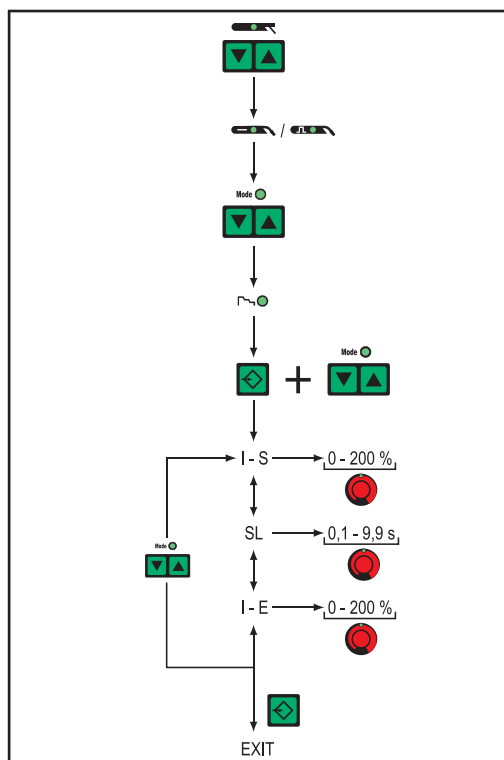 /
Mode
Mode
+
I - S 0 - 200 %
SL 0,1 - 9,9 s
Mode
I - E 0 - 200 %
EXIT